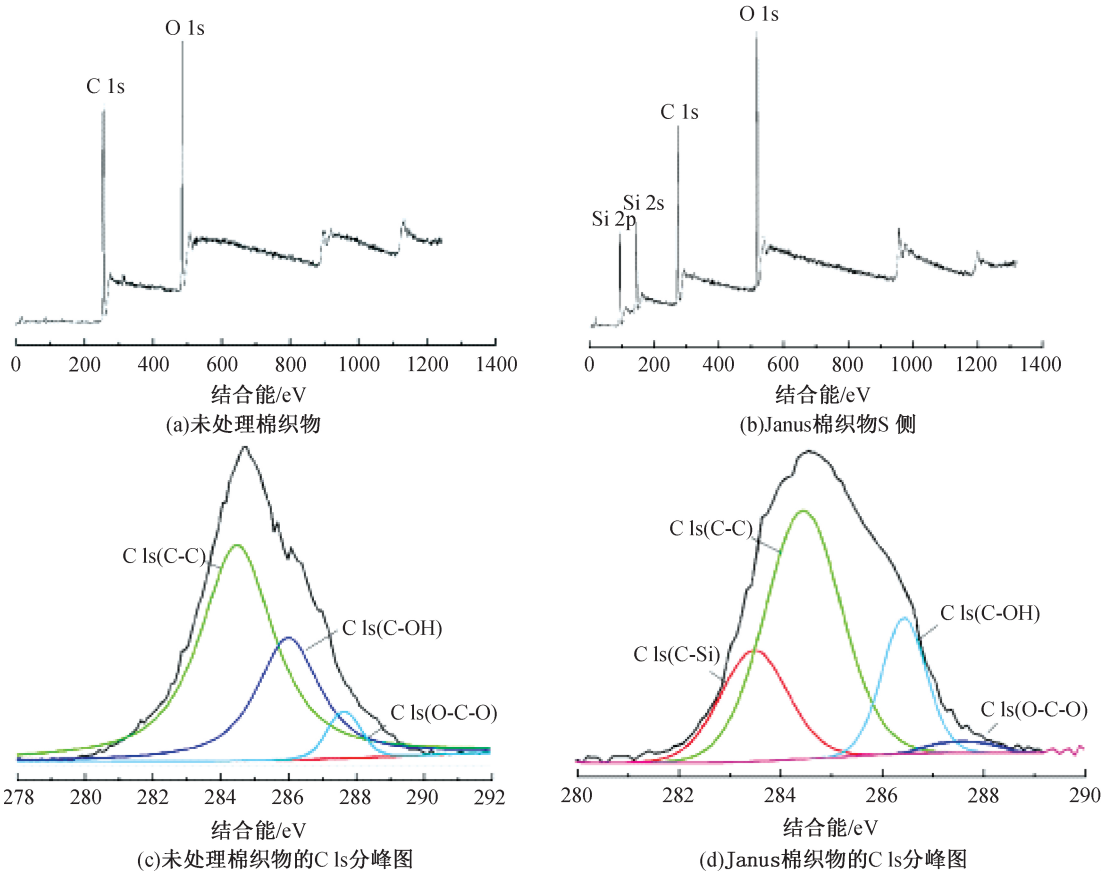 O 1s
C 1s
0 200 400 600 800 1000 1200 1400
结合能/eV
(a)未处理棉织物
O 1s
C 1s
Si 2s
Si 2p
0 200 400 600 800 1000 1200 1400
结合能/eV
(b)Janus棉织物S 侧
C ls(C-C)
C ls(C-OH)
C ls(O-C-O)
278 280 282 284 286 288 290 292
结合能/eV
(c)未处理棉织物的C ls分峰图
C ls(C-C)
C ls(C-OH)
C ls(C-Si)
C ls(O-C-O)
280 282 284 286 288 290
结合能/eV
(d)Janus棉织物的C ls分峰图